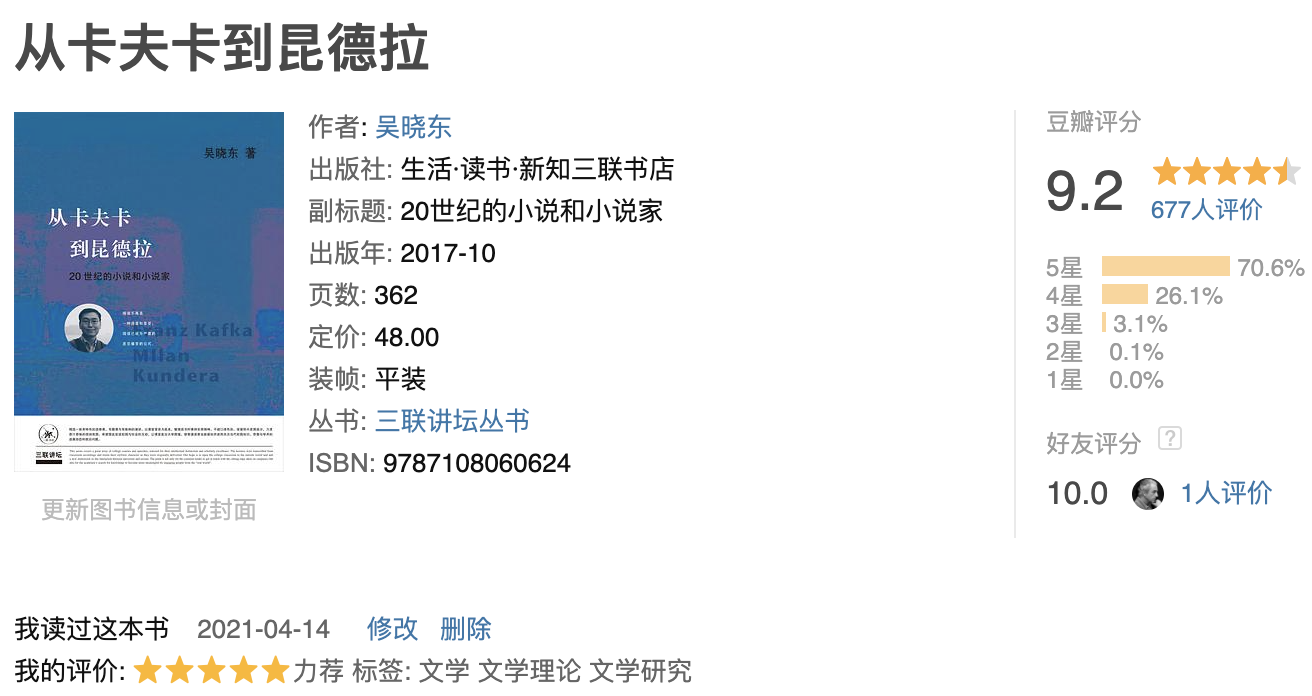 从卡夫卡到昆德拉
吴晓东 著
从卡夫卡
到昆德拉
20世纪的小说和小说家
Franz Kafka
Milan
Kundera
三联讲坛
更新图书信息或封面
作者: 吴晓东
出版社: 生活·读书·新知三联书店
副标题: 20世纪的小说和小说家
出版年: 2017-10
页数: 362
定价: 48.00
装帧: 平装
丛书: 三联讲坛丛书
ISBN: 9787108060624
豆瓣评分
9.2
677人评价
5星 70.6%
4星 26.1%
3星 3.1%
2星 0.1%
1星 0.0%
好友评分 ?
10.0 1人评价
我读过这本书 2021-04-14 修改 删除
我的评价: 力荐 标签: 文学 文学理论 文学研究